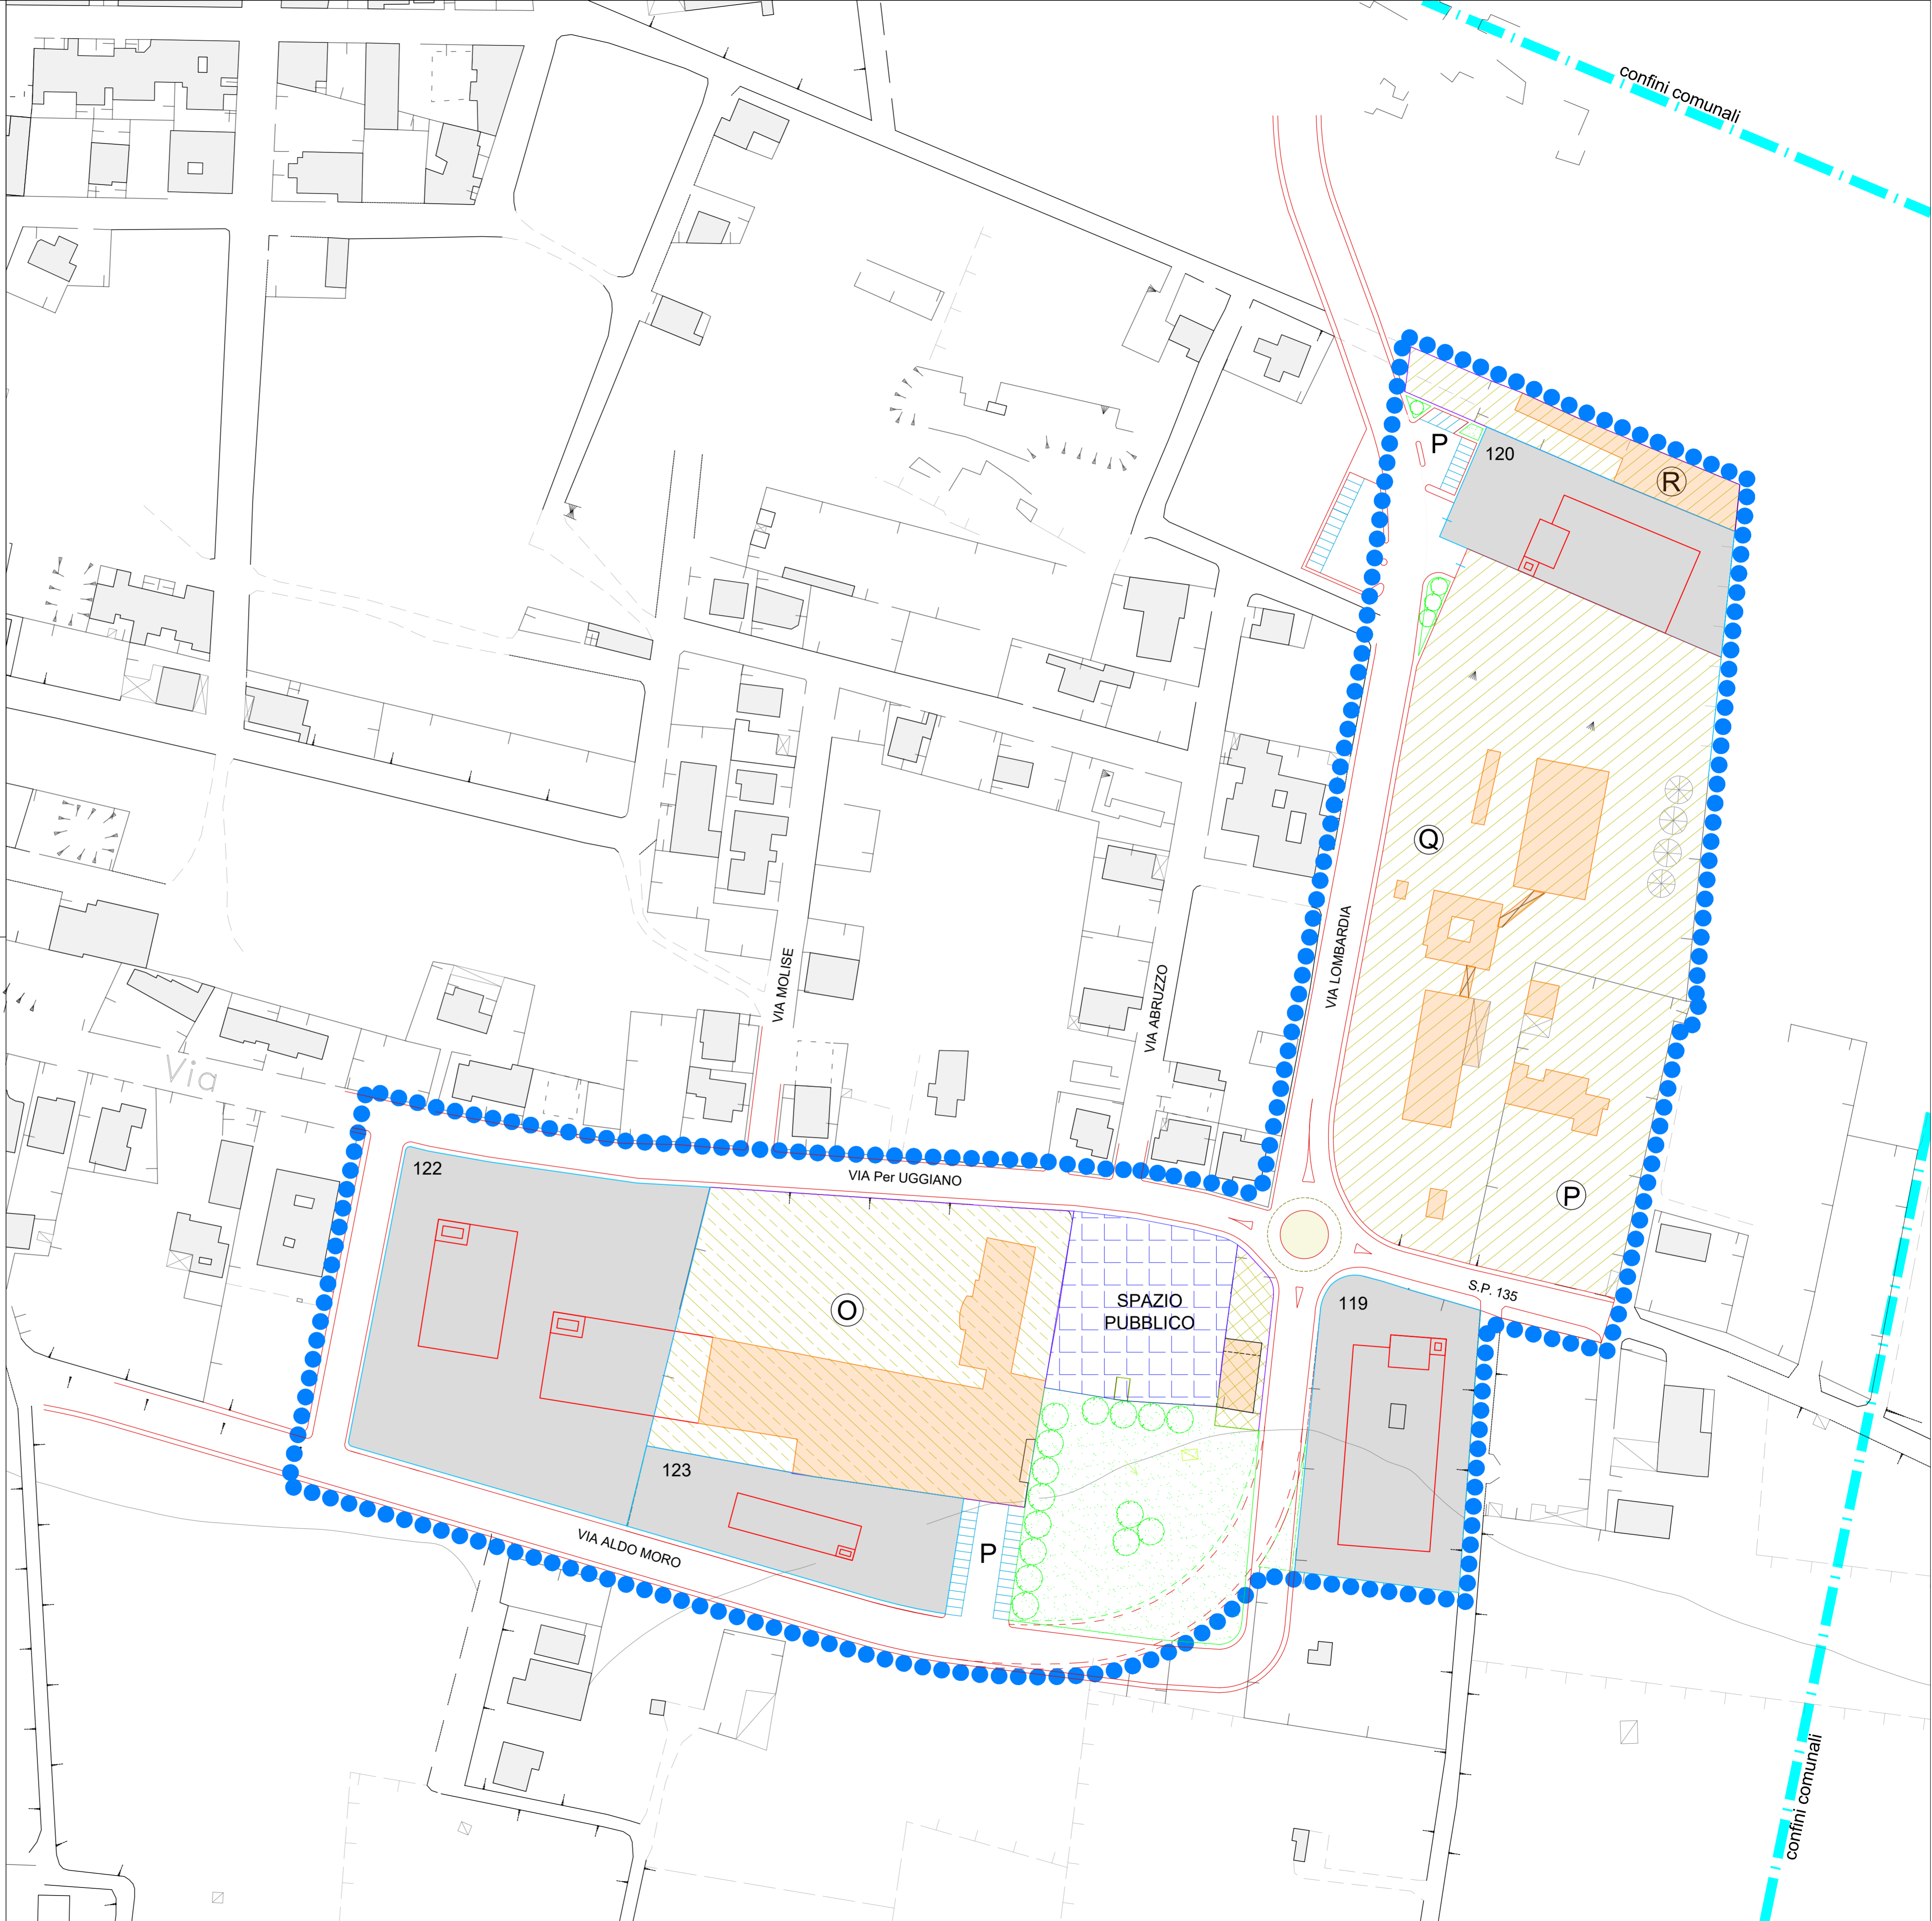 confini comunali
P
120
R
Q
VIA LOMBARDIA
VIA MOLISE
VIA ABRUZZO
Via
122
VIA Per UGGIANO
P
O
SPAZIO
PUBBLICO
S.P. 135
119
123
P
VIA ALDO MORO
confini comunali